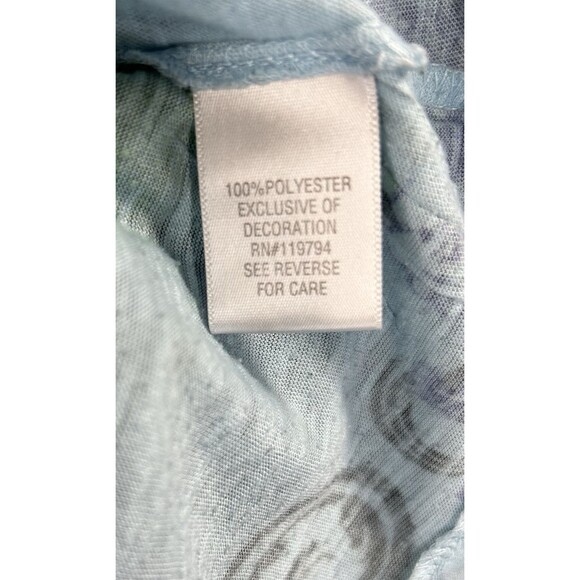 100%POLYESTER
EXCLUSIVE OF
DECORATION
RN#119794
SEE REVERSE
FOR CARE